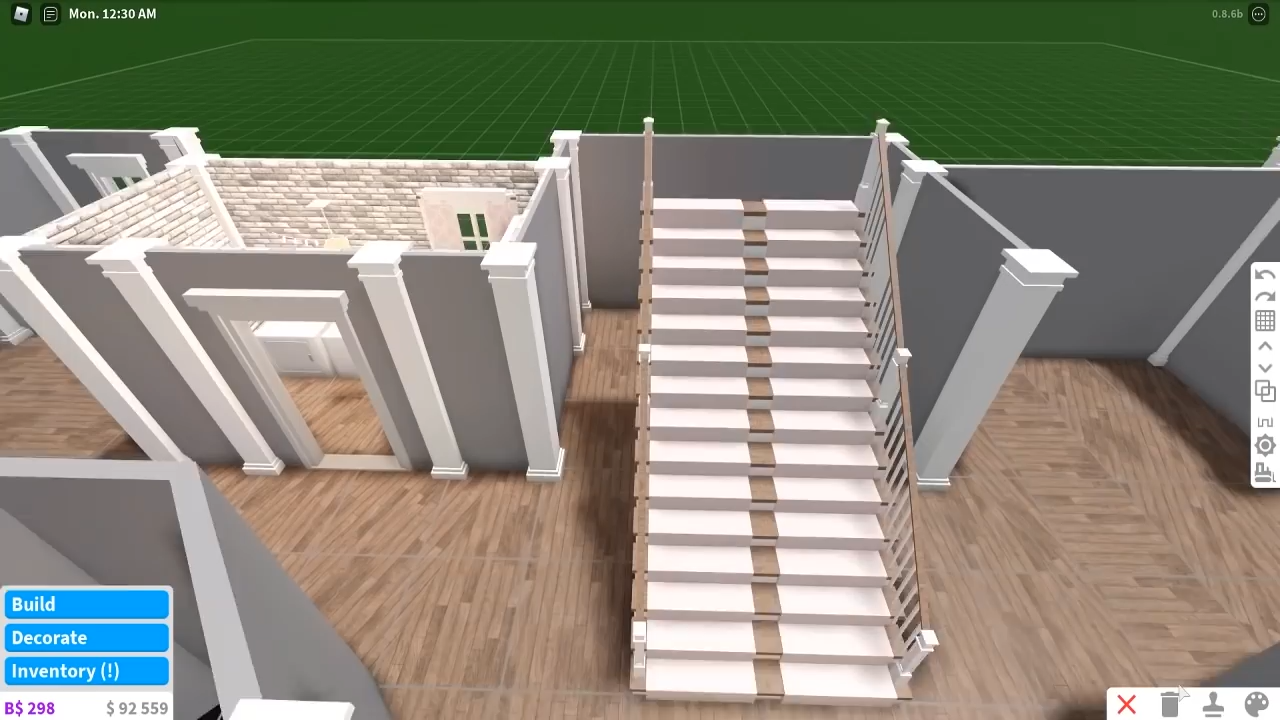 Mon. 12:30 AM
0.8.6b
Build
Decorate
Inventory (!)
B$ 298
$ 92 559